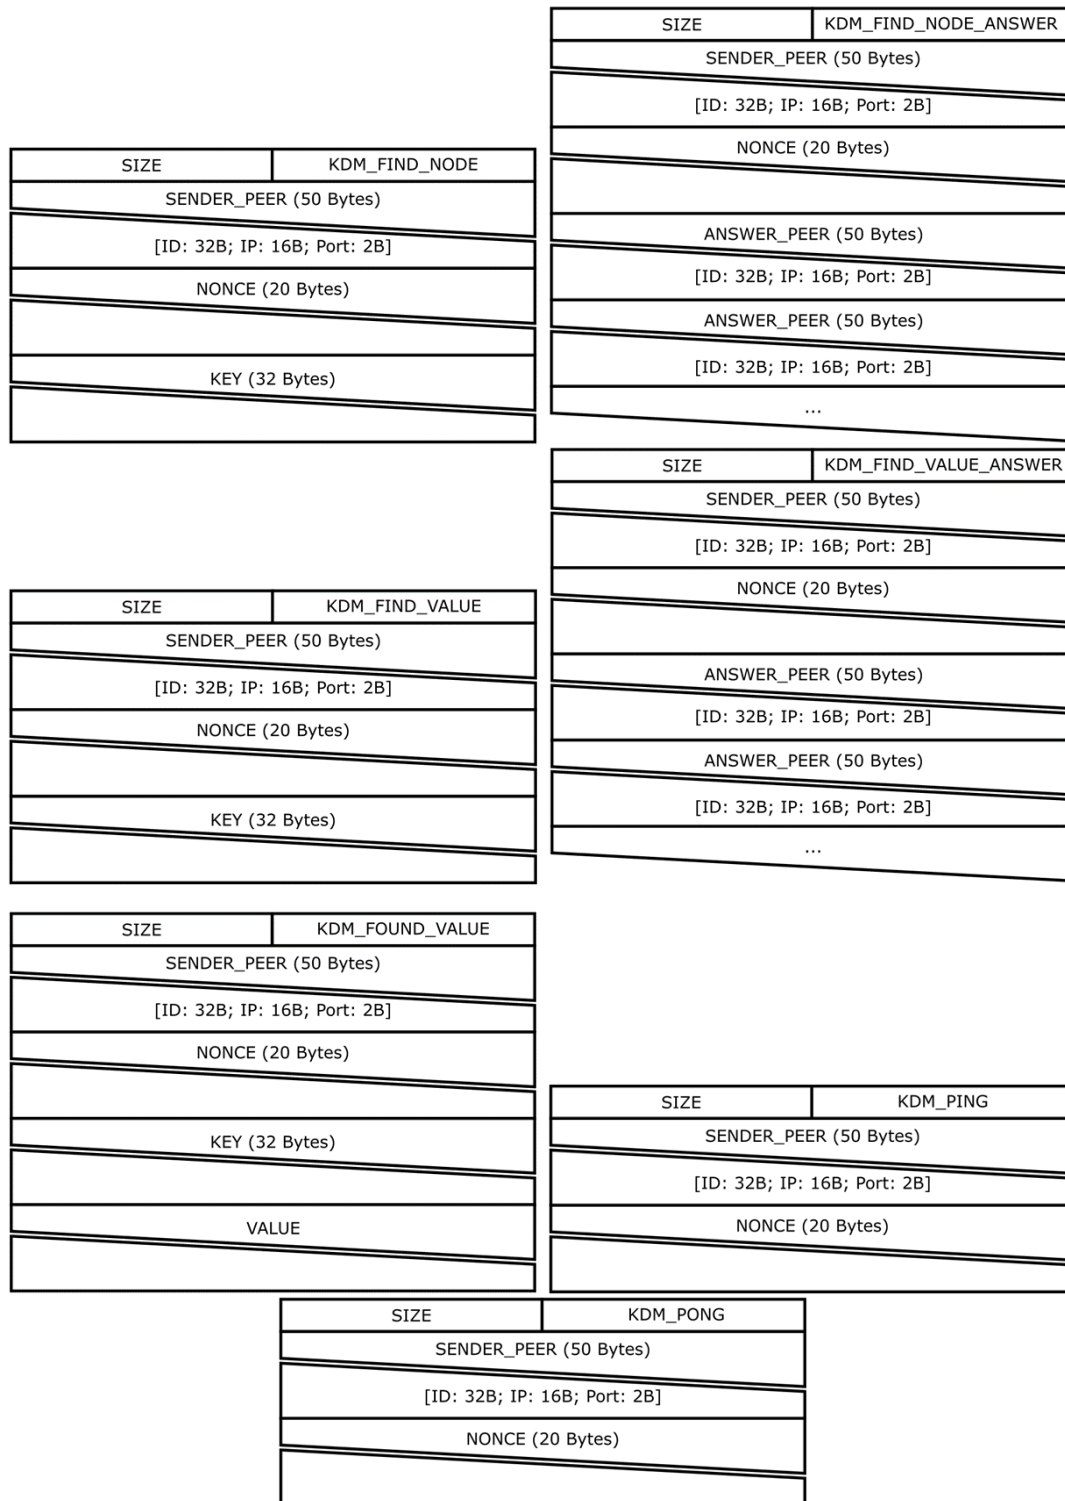 SIZE KDM_FIND_NODE
SENDER_PEER (50 Bytes)
[ID: 32B; IP: 16B; Port: 2B]
NONCE (20 Bytes)
KEY (32 Bytes)
SIZE KDM_FIND_NODE_ANSWER
SENDER_PEER (50 Bytes)
[ID: 32B; IP: 16B; Port: 2B]
NONCE (20 Bytes)
ANSWER_PEER (50 Bytes)
[ID: 32B; IP: 16B; Port: 2B]
ANSWER_PEER (50 Bytes)
[ID: 32B; IP: 16B; Port: 2B]
...
SIZE KDM_FIND_VALUE
SENDER_PEER (50 Bytes)
[ID: 32B; IP: 16B; Port: 2B]
NONCE (20 Bytes)
KEY (32 Bytes)
SIZE KDM_FIND_VALUE_ANSWER
SENDER_PEER (50 Bytes)
[ID: 32B; IP: 16B; Port: 2B]
NONCE (20 Bytes)
ANSWER_PEER (50 Bytes)
[ID: 32B; IP: 16B; Port: 2B]
ANSWER_PEER (50 Bytes)
[ID: 32B; IP: 16B; Port: 2B]
...
SIZE KDM_FOUND_VALUE
SENDER_PEER (50 Bytes)
[ID: 32B; IP: 16B; Port: 2B]
NONCE (20 Bytes)
KEY (32 Bytes)
VALUE
SIZE KDM_PING
SENDER_PEER (50 Bytes)
[ID: 32B; IP: 16B; Port: 2B]
NONCE (20 Bytes)
SIZE KDM_PONG
SENDER_PEER (50 Bytes)
[ID: 32B; IP: 16B; Port: 2B]
NONCE (20 Bytes)